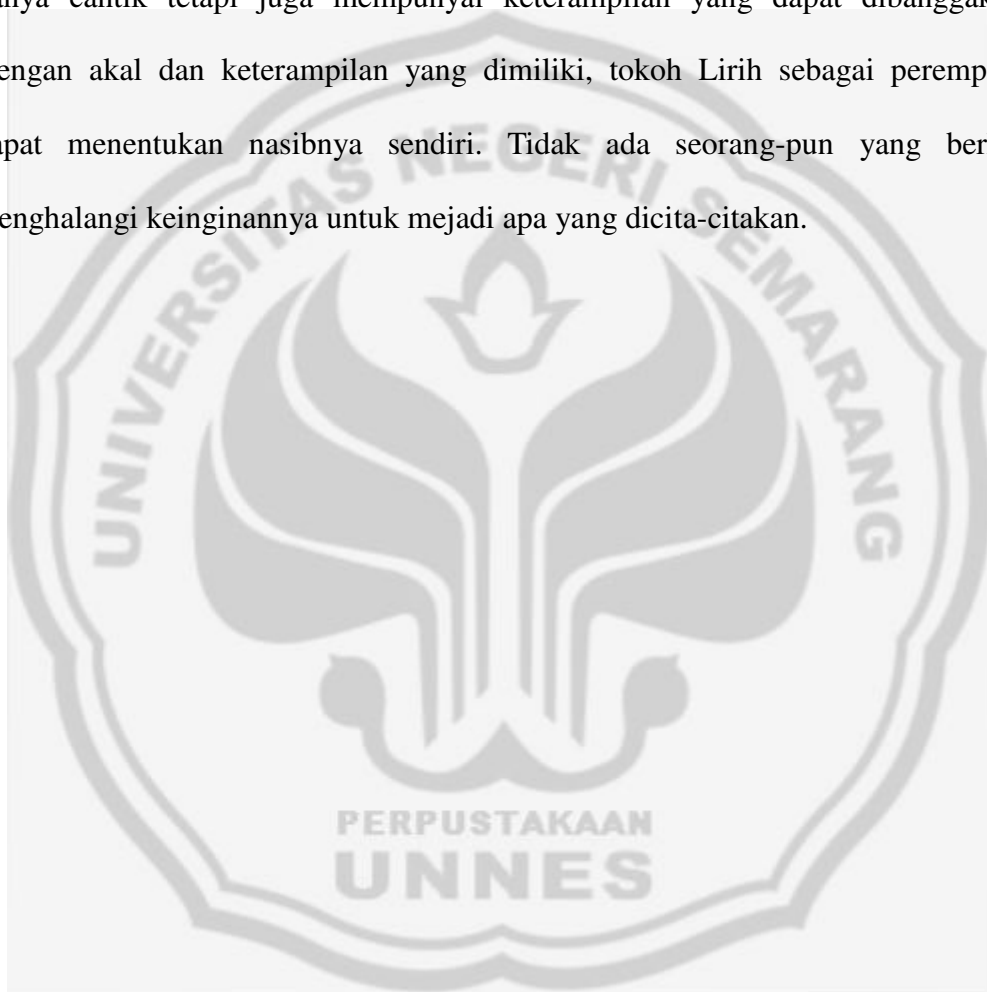 anya cantik tetapi juga mempunyai keterampilan yang dapat dibanggak
engan akal dan keterampilan yang dimiliki, tokoh Lirih sebagai peremp
apat menentukan nasibnya sendiri. Tidak ada seorang-pun yang ber
enghalangi keinginannya untuk mejadi apa yang dicita-citakan.
UNIVERSITAS NEGERI SEMARANG
PERPUSTAKAAN
UNNES